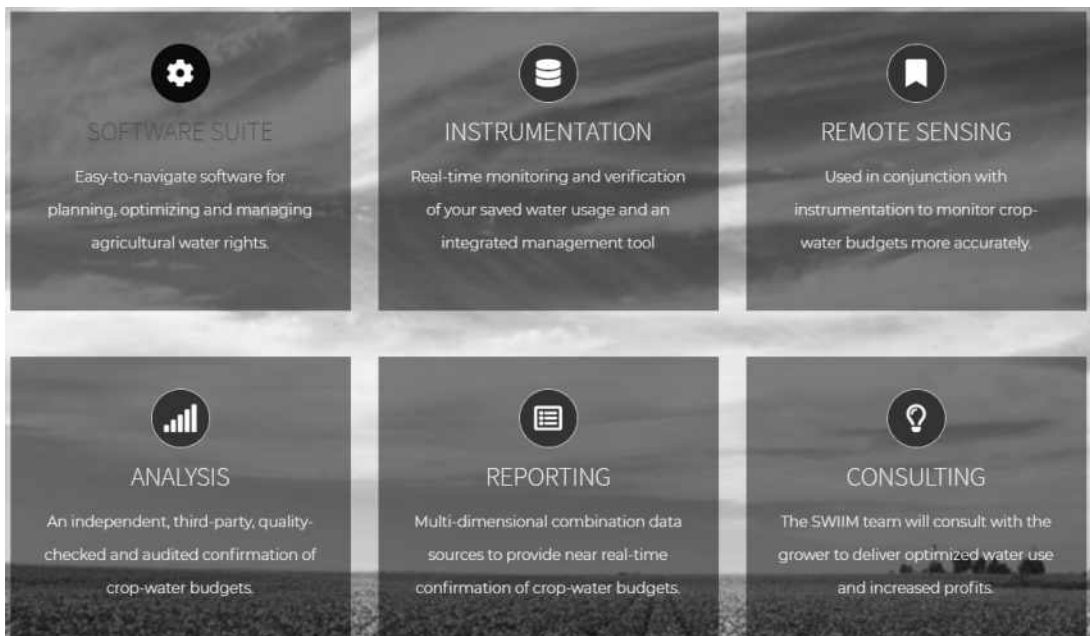 SOFTWARE SUITE
Easy-to-navigate software for
planning, optimizing and managing
agricultural water rights.
INSTRUMENTATION
Real-time monitoring and verification
of your saved water usage and an
integrated management tool
REMOTE SENSING
Used in conjunction with
instrumentation to monitor crop-
water budgets more accurately.
ANALYSIS
An independent, third-party, quality-
checked and audited confirmation of
crop-water budgets.
REPORTING
Multi-dimensional combination data
sources to provide near real-time
confirmation of crop-water budgets.
CONSULTING
The SWIIM team will consult with the
grower to deliver optimized water use
and increased profits.